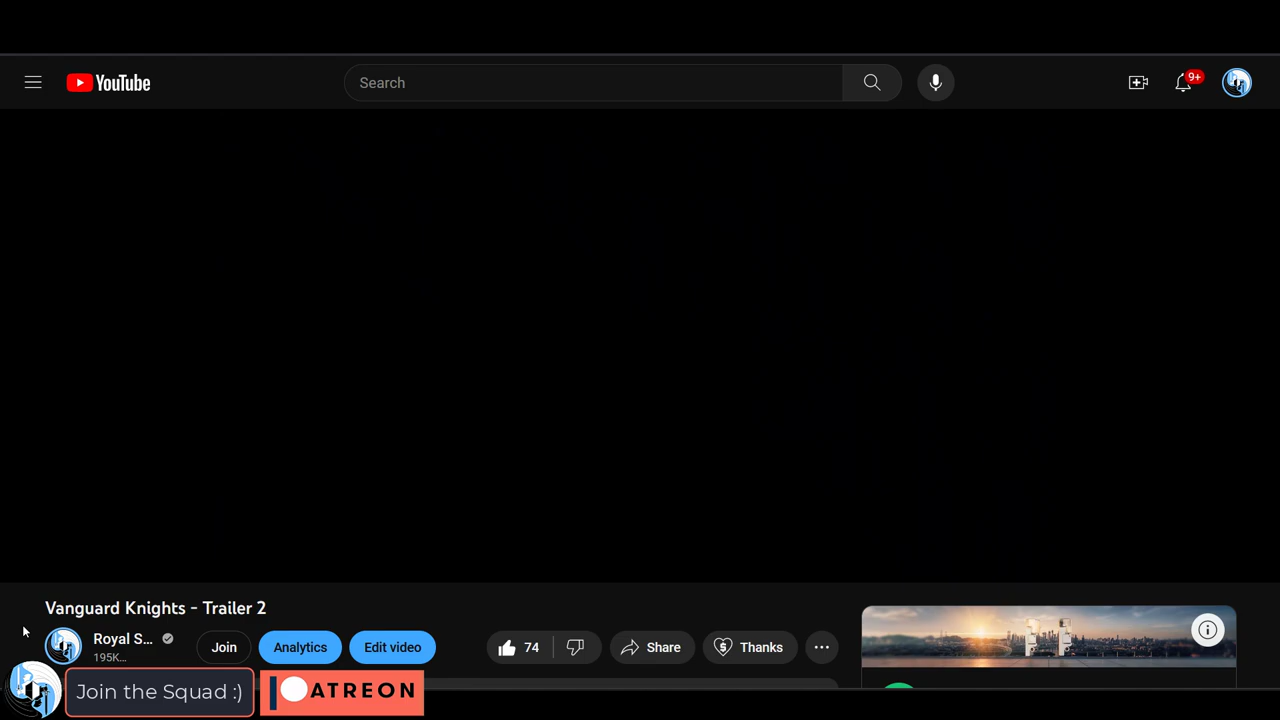 YouTube
Search
9+
Vanguard Knights - Trailer 2
Royal S...
195K...
Join
Analytics
Edit video
74
Share
Thanks
Join the Squad :)
PATREON